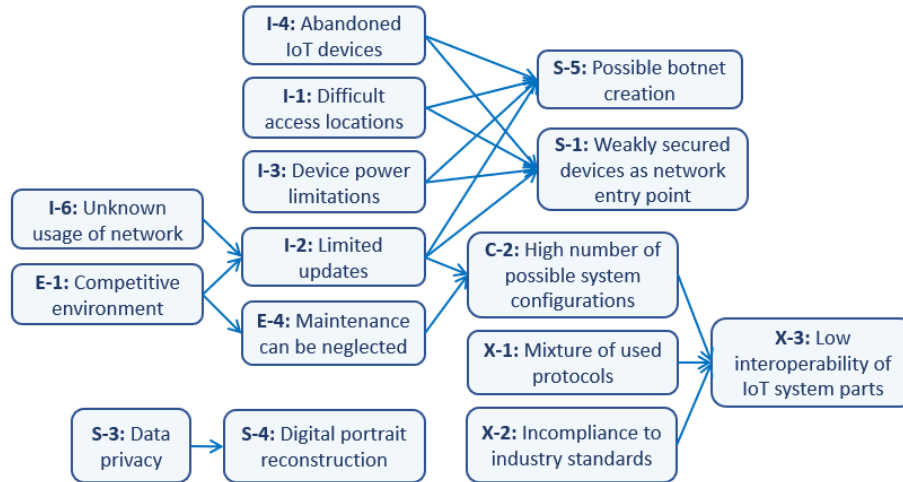 I-4: Abandoned
IoT devices
S-5: Possible botnet
creation
I-1: Difficult
access locations
S-1: Weakly secured
devices as network
entry point
I-3: Device power
limitations
I-6: Unknown
usage of network
I-2: Limited
updates
C-2: High number of
possible system
configurations
E-1: Competitive
environment
E-4: Maintenance
can be neglected
X-1: Mixture of used
protocols
X-3: Low
interoperability of
IoT system parts
S-3: Data
privacy
S-4: Digital portrait
reconstruction
X-2: Incompliance to
industry standards